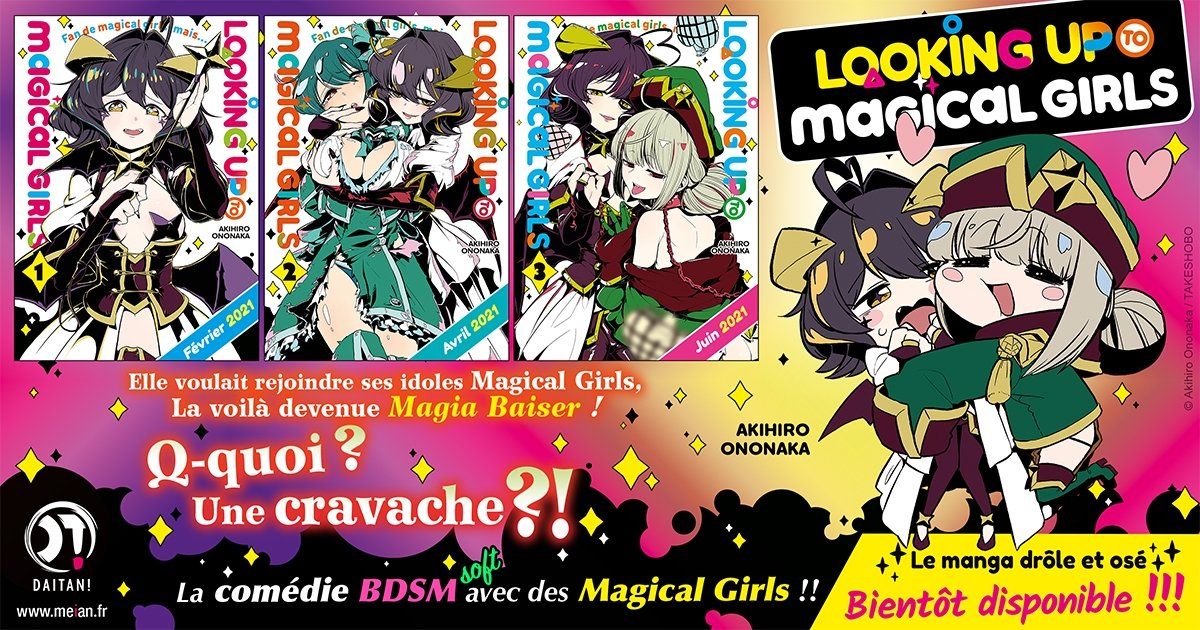 Fan de magical girls, mais...
LOOKING UP TO
MAGICAL GIRLS
AKIHIRO
ONONAKA
1
Février 2021
LOOKING UP TO
MAGICAL GIRLS
AKIHIRO
ONONAKA
2
Avril 2021
LOOKING UP TO
MAGICAL GIRLS
AKIHIRO
ONONAKA
3
Juin 2021
LOOKING UP TO
MAGICAL GIRLS
Elle voulait rejoindre ses idoles Magical Girls,
La voilà devenue Magia Baiser !
Q-quoi ?
Une cravache ?!
AKIHIRO
ONONAKA
© Akihiro Ononaka / TAKESHOBO
DT!
DAITAN!
www.meian.fr
La comédie BDSM soft avec des Magical Girls !!
Le manga drôle et osé
Bientôt disponible !!!